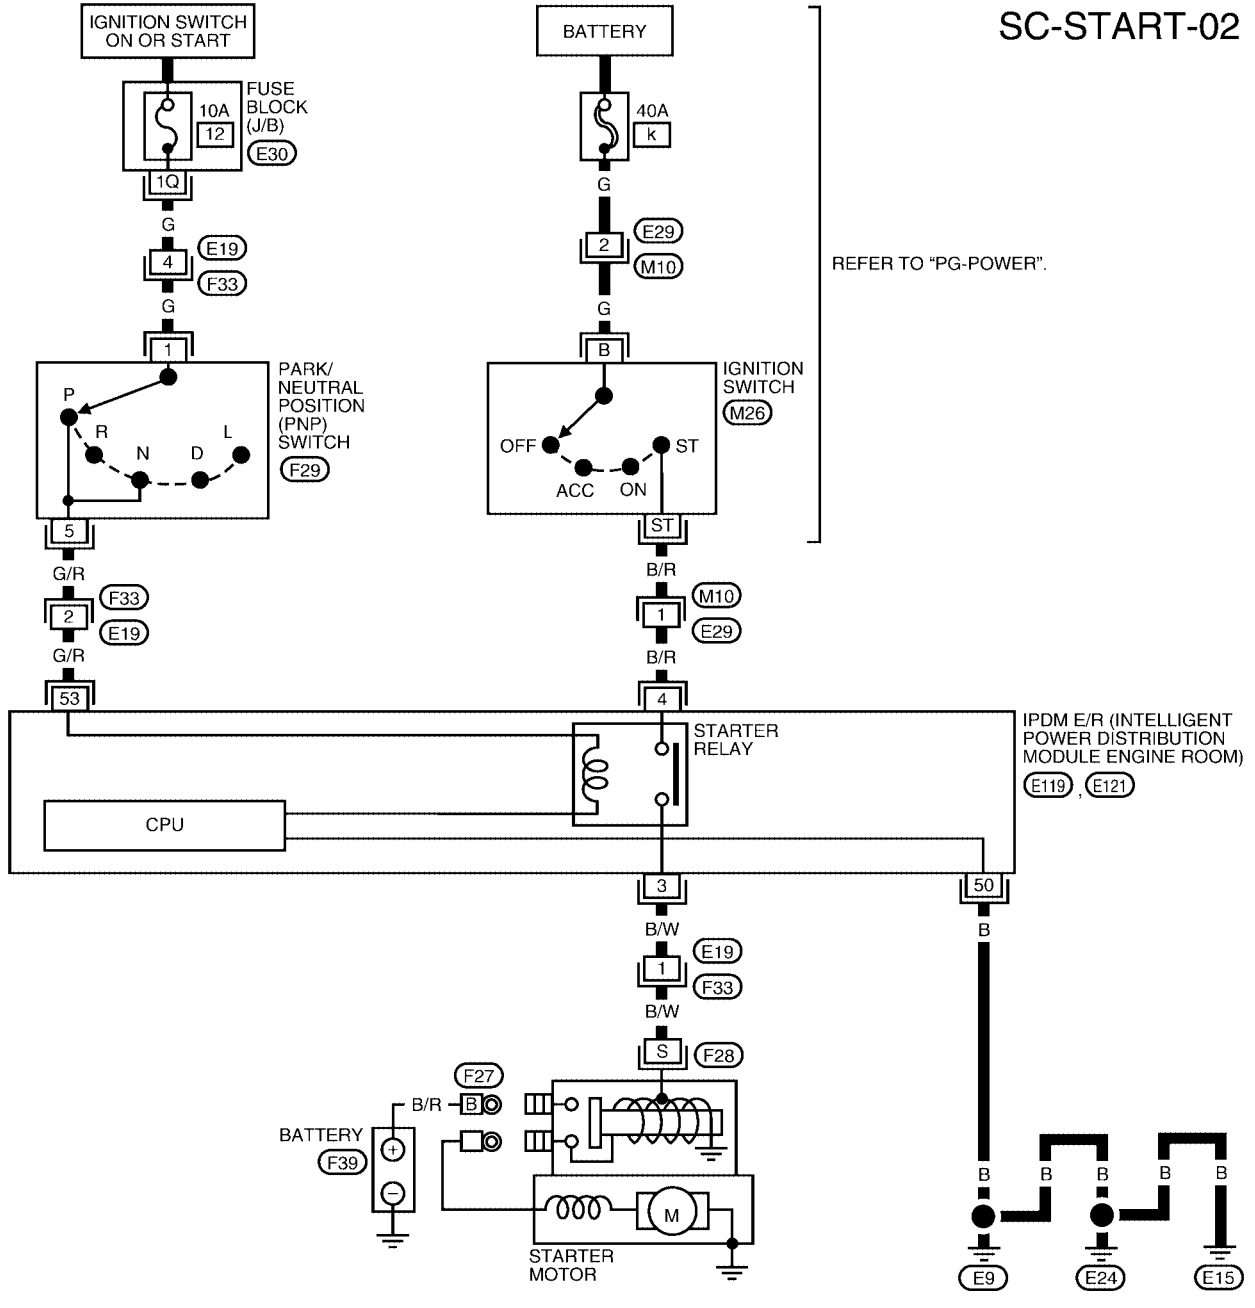 SC-START-02
IGNITION SWITCH
ON OR START
BATTERY
FUSE
BLOCK
(J/B)
10A
12
E30
40A
k
1Q
G
G
4
E19
F33
2
E29
M10
REFER TO “PG-POWER”.
G
G
1
B
PARK/
NEUTRAL
POSITION
(PNP)
SWITCH
F29
P
R
N
D
L
IGNITION
SWITCH
M26
OFF
ACC
ON
ST
5
ST
G/R
B/R
F33
2
E19
M10
1
E29
G/R
B/R
53
4
STARTER
RELAY
IPDM E/R (INTELLIGENT
POWER DISTRIBUTION
MODULE ENGINE ROOM)
E119 , E121
CPU
3
50
B/W
B
E19
1
F33
B/W
S
F28
F27
B/R
B
BATTERY
F39
+
−
M
STARTER
MOTOR
B
B
B
B
B
E9
E24
E15